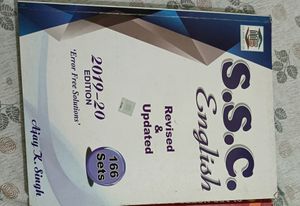 S.S.C.
English
Revised
&
Updated
166
Sets
2019-20
EDITION
'Error Free Solutions'
Ajay K. Singh